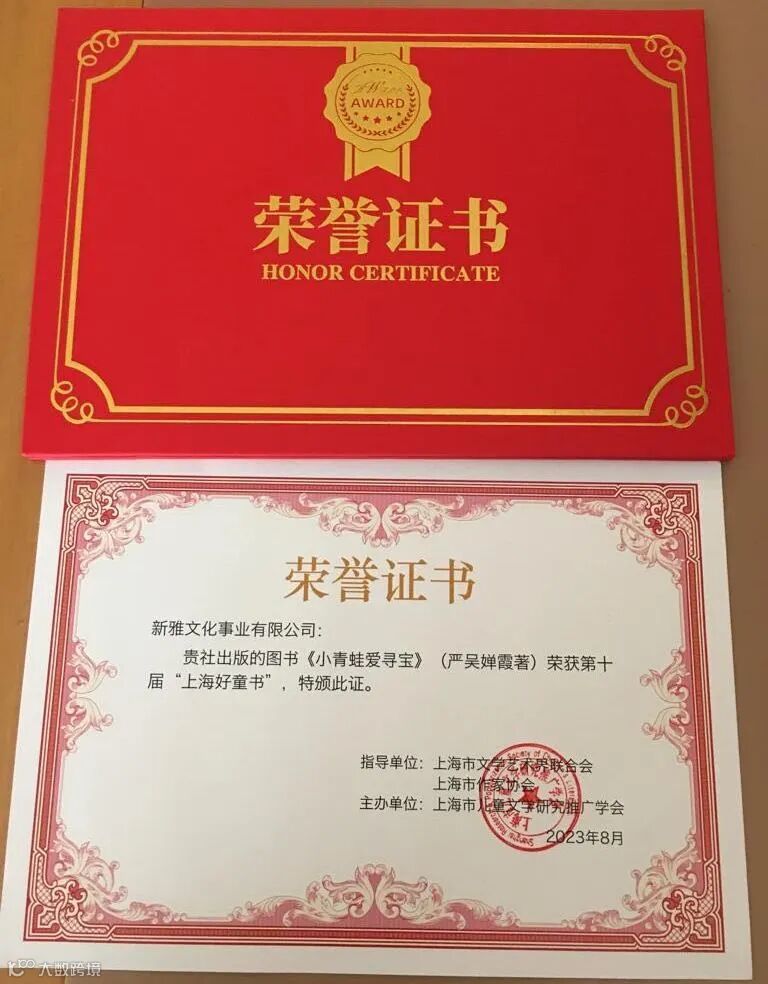 AWARD
荣誉证书
HONOR CERTIFICATE
荣誉证书
新雅文化事业有限公司：
贵社出版的图书《小青蛙爱寻宝》（严吴婵霞著）荣获第十
届“上海好童书”，特颁此证。
指导单位：上海市文学艺术界联合会
上海市作家协会
主办单位：上海市儿童文学研究推广学会
2023年8月
大数跨境